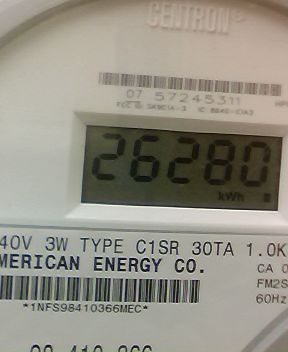 CENTRON
07 57245311
26280
kWh
40V 3W TYPE C1SR 30TA 1.0K
MERICAN ENERGY CO.
CA 0
FM2S
60Hz
*1NFS98410366MEC*